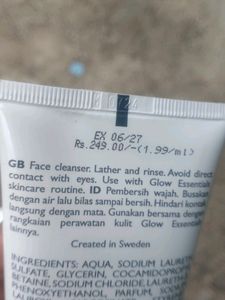 EX 06/27
Rs.249.00/-(1.99/ml)
GB Face cleanser. Lather and rinse. Avoid direct
contact with eyes. Use with Glow Essentials
skincare routine. ID Pembersih wajah. Busakan
dengan air lalu bilas sampai bersih. Hindari kontak
langsung dengan mata. Gunakan bersama dengan
rangkaian perawatan kulit Glow Essentials
lainnya.
Created in Sweden
INGREDIENTS: AQUA, SODIUM LAURETH
SULFATE, GLYCERIN, COCAMIDOPROPYL
BETAINE, SODIUM CHLORIDE, LAURETH
PHENOXYETHANOL, PARFUM, SODIUM